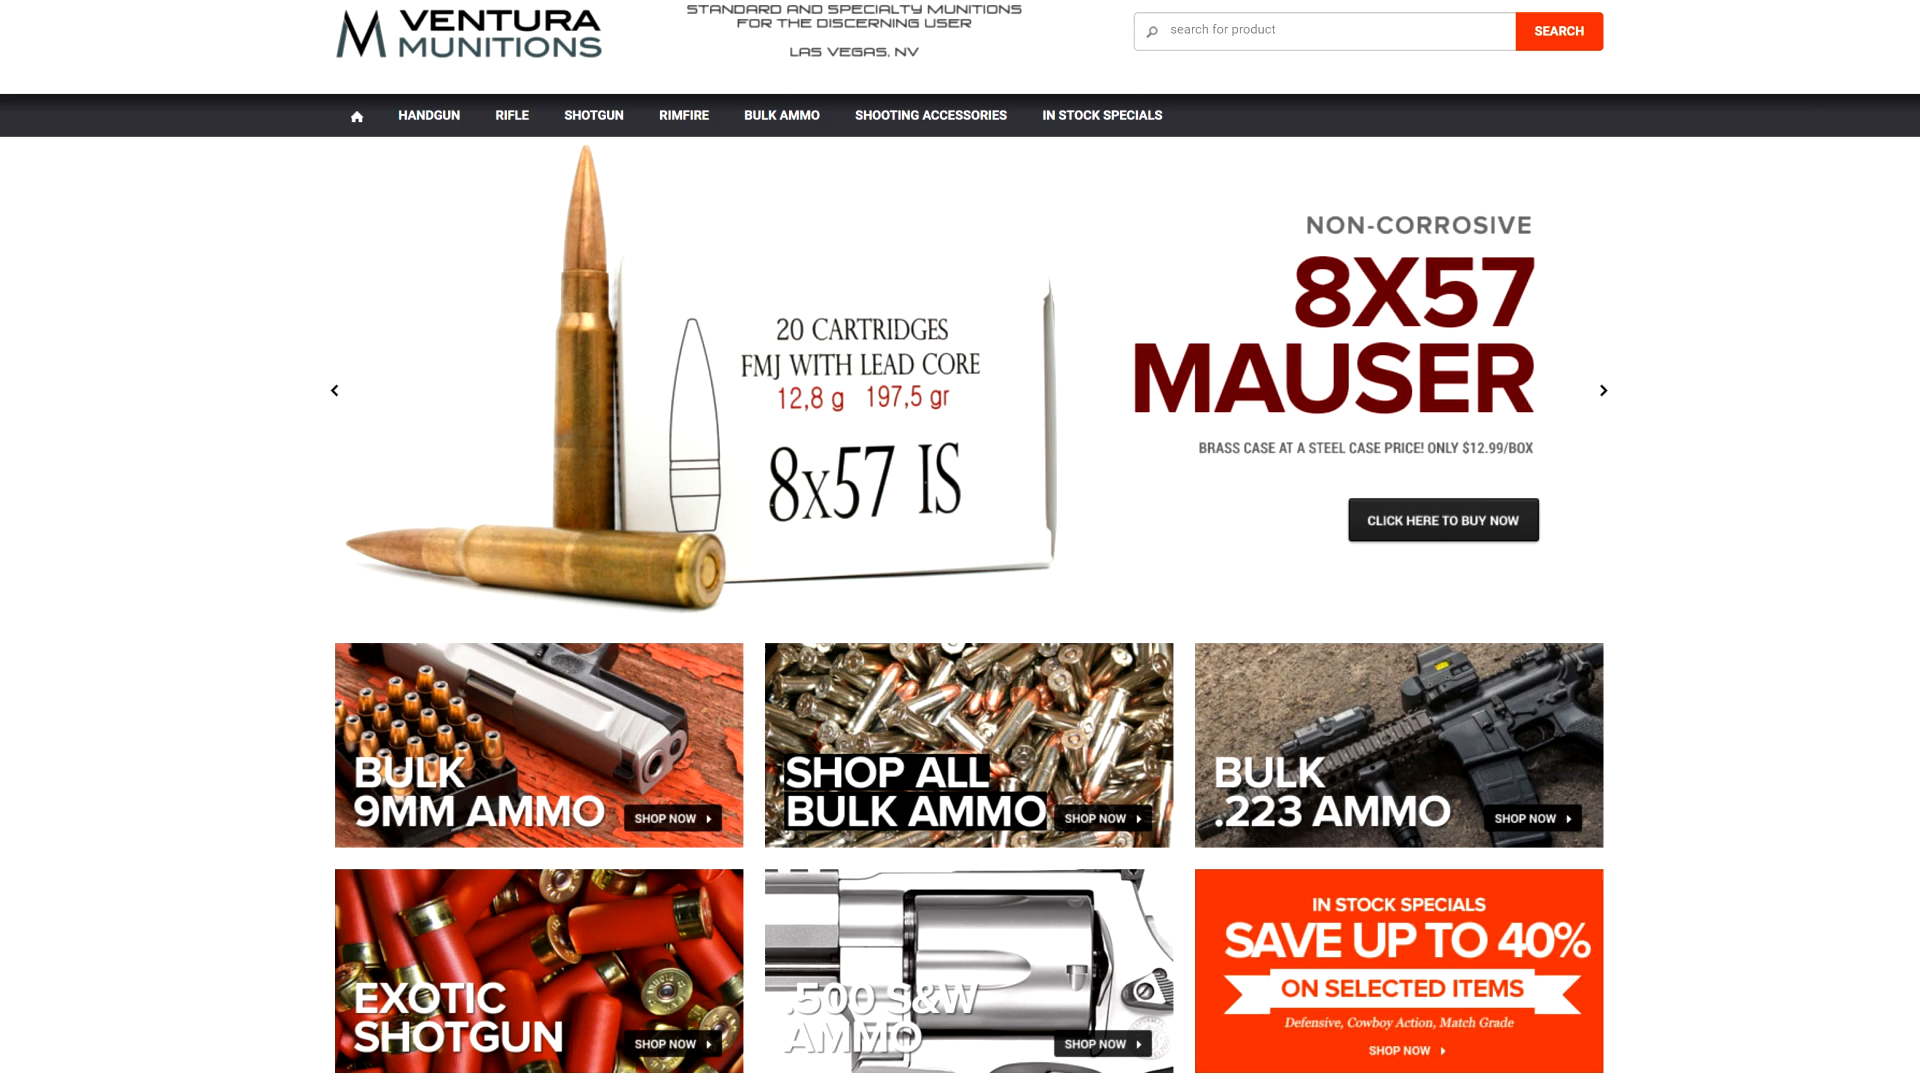 VENTURA
MUNITIONS
STANDARD AND SPECIALTY MUNITIONS
FOR THE DISCERNING USER
LAS VEGAS, NV
search for product
SEARCH
HANDGUN RIFLE SHOTGUN RIMFIRE BULK AMMO SHOOTING ACCESSORIES IN STOCK SPECIALS
20 CARTRIDGES
FMJ WITH LEAD CORE
12,8 g 197,5 gr
8x57 IS
NON-CORROSIVE
8X57
MAUSER
BRASS CASE AT A STEEL CASE PRICE! ONLY $12.99/BOX
CLICK HERE TO BUY NOW
BULK
9MM AMMO
SHOP NOW
SHOP ALL
BULK AMMO
SHOP NOW
BULK
.223 AMMO
SHOP NOW
EXOTIC
SHOTGUN
SHOP NOW
.500 S&W
AMMO
SHOP NOW
IN STOCK SPECIALS
SAVE UP TO 40%
ON SELECTED ITEMS
Defensive, Cowboy Action, Match Grade
SHOP NOW